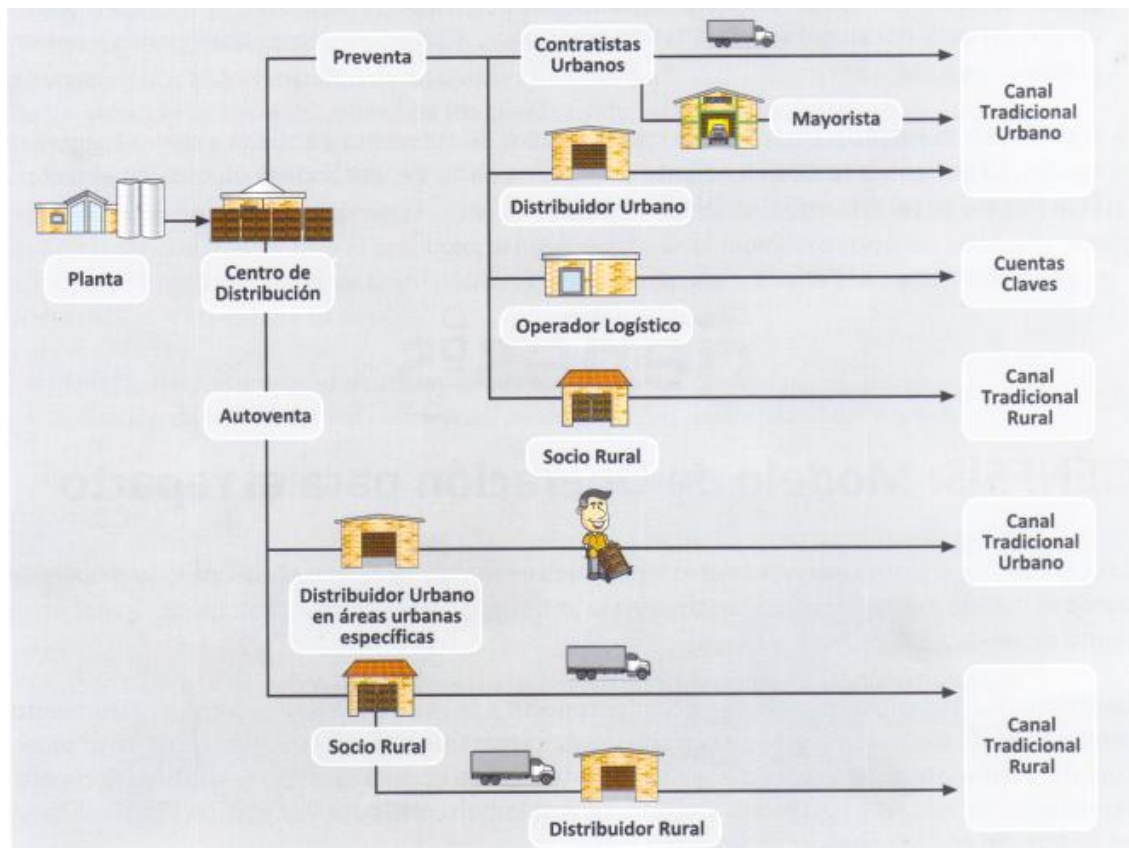 Preventa
Contratistas
Urbanos
Canal
Tradicional
Urbano
Mayorista
Distribuidor Urbano
Planta
Centro de
Distribución
Cuentas
Claves
Operador Logístico
Canal
Tradicional
Rural
Autoventa
Socio Rural
Canal
Tradicional
Urbano
Distribuidor Urbano
en áreas urbanas
específicas
Socio Rural
Canal
Tradicional
Rural
Distribuidor Rural